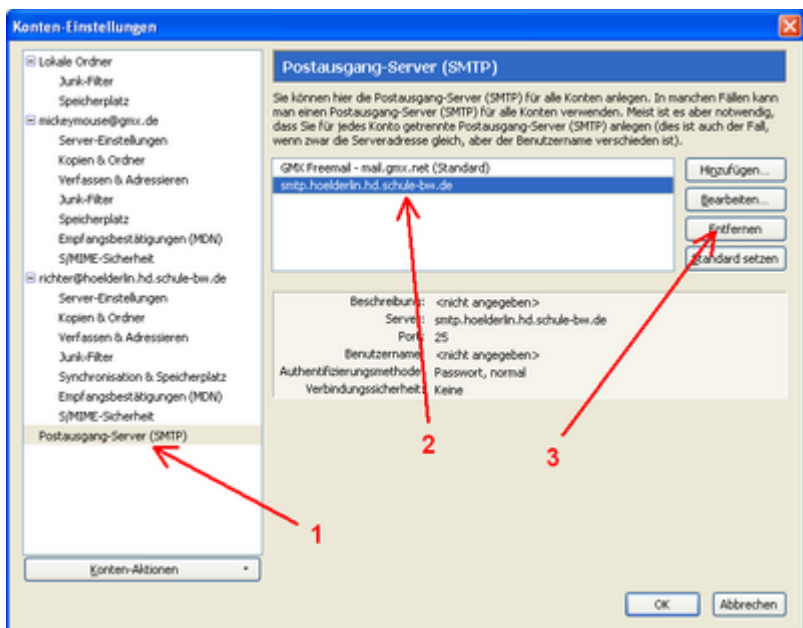 Konten-Einstellungen
Lokale Ordner
Junk-Filter
Speicherplatz
mickeymouse@gmx.de
Server-Einstellungen
Kopien & Ordner
Verfassen & Adressieren
Junk-Filter
Speicherplatz
Empfangsbestätigungen (MDN)
S/MIME-Sicherheit
richter@hoelderlin.hd.schule-bw.de
Server-Einstellungen
Kopien & Ordner
Verfassen & Adressieren
Junk-Filter
Synchronisation & Speicherplatz
Empfangsbestätigungen (MDN)
S/MIME-Sicherheit
Postausgang-Server (SMTP)
Konten-Aktionen
Postausgang-Server (SMTP)
Sie können hier die Postausgang-Server (SMTP) für alle Konten anlegen. In manchen Fällen kann
man einen Postausgang-Server (SMTP) für alle Konten verwenden. Meist ist es aber notwendig,
dass Sie für jedes Konto getrennte Postausgang-Server (SMTP) anlegen (dies ist auch der Fall,
wenn zwar die Serveradresse gleich, aber der Benutzername verschieden ist).
GMX Freemail - mail.gmx.net (Standard)
smtp.hoelderlin.hd.schule-bw.de
Hinzufügen...
Bearbeiten...
Entfernen
Standard setzen
Beschreibung: <nicht angegeben>
Server: smtp.hoelderlin.hd.schule-bw.de
Port: 25
Benutzername: <nicht angegeben>
Authentifizierungsmethode: Passwort, normal
Verbindungssicherheit: Keine
1
2
3
OK
Abbrechen